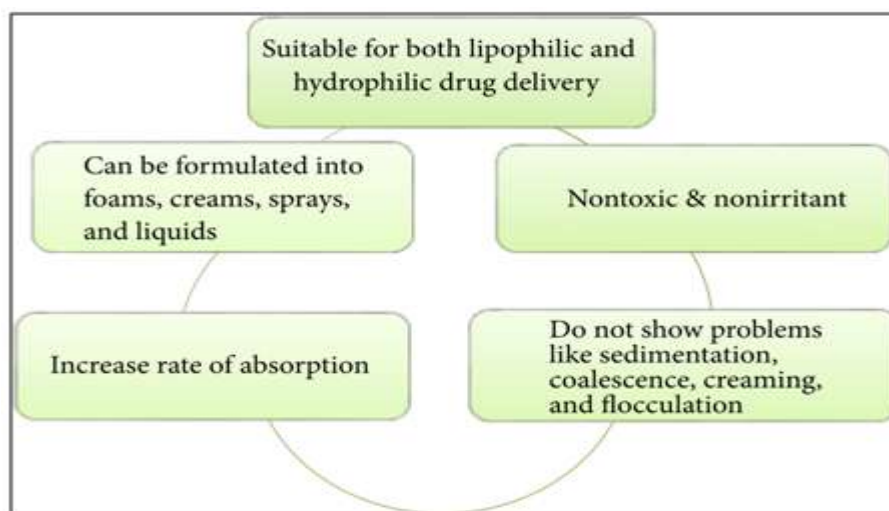 Suitable for both lipophilic and
hydrophilic drug delivery
Can be formulated into
foams, creams, sprays,
and liquids
Nontoxic & nonirritant
Increase rate of absorption
Do not show problems
like sedimentation,
coalescence, creaming,
and flocculation